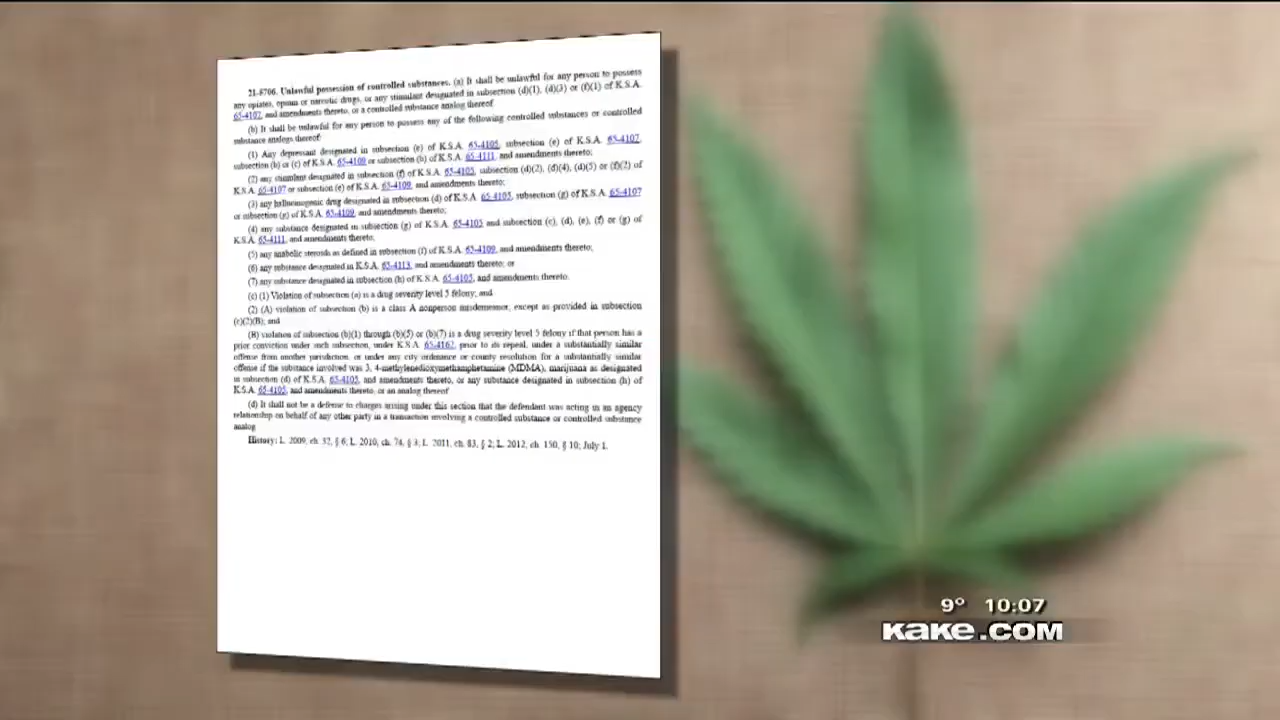 21-5706. Unlawful possession of controlled substances. (a) It shall be unlawful for any person to possess
any opiates, opium or narcotic drugs, or any stimulant designated in subsection (d)(1), (d)(3) or (f)(1) of K.S.A.
65-4107, and amendments thereto, or a controlled substance analog thereof.
(b) It shall be unlawful for any person to possess any of the following controlled substances or controlled
substance analogs thereof:
(1) Any depressant designated in subsection (e) of K.S.A. 65-4105, subsection (e) of K.S.A. 65-4107,
subsection (b) or (c) of K.S.A. 65-4109 or subsection (b) of K.S.A. 65-4111, and amendments thereto;
(2) any stimulant designated in subsection (f) of K.S.A. 65-4105, subsection (d)(2), (d)(4), (d)(5) or (f)(2) of
K.S.A. 65-4107 or subsection (e) of K.S.A. 65-4109, and amendments thereto;
(3) any hallucinogenic drug designated in subsection (d) of K.S.A. 65-4105, subsection (g) of K.S.A. 65-4107
or subsection (g) of K.S.A. 65-4109, and amendments thereto;
(4) any substance designated in subsection (g) of K.S.A. 65-4105 and subsection (c), (d), (e), (f) or (g) of
K.S.A. 65-4111, and amendments thereto;
(5) any anabolic steroids as defined in subsection (f) of K.S.A. 65-4109, and amendments thereto;
(6) any substance designated in K.S.A. 65-4113, and amendments thereto; or
(7) any substance designated in subsection (h) of K.S.A. 65-4105, and amendments thereto.
(c) (1) Violation of subsection (a) is a drug severity level 5 felony; and
(2) (A) violation of subsection (b) is a class A nonperson misdemeanor, except as provided in subsection
(c)(2)(B); and
(B) violation of subsection (b)(1) through (b)(5) or (b)(7) is a drug severity level 5 felony if that person has a
prior conviction under such subsection, under K.S.A. 65-4162, prior to its repeal, under a substantially similar
offense from another jurisdiction, or under any city ordinance or county resolution for a substantially similar
offense if the substance involved was 3, 4-methylenedioxymethamphetamine (MDMA), marijuana as designated
in subsection (d) of K.S.A. 65-4105, and amendments thereto, or any substance designated in subsection (h) of
K.S.A. 65-4105, and amendments thereto, or an analog thereof.
(d) It shall not be a defense to charges arising under this section that the defendant was acting in an agency
relationship on behalf of any other party in a transaction involving a controlled substance or controlled substance
analog.
History: L. 2009, ch. 32, § 6; L. 2010, ch. 74, § 3; L. 2011, ch. 83, § 2; L. 2012, ch. 150, § 10; July 1.
9° 10:07
KAKE.COM